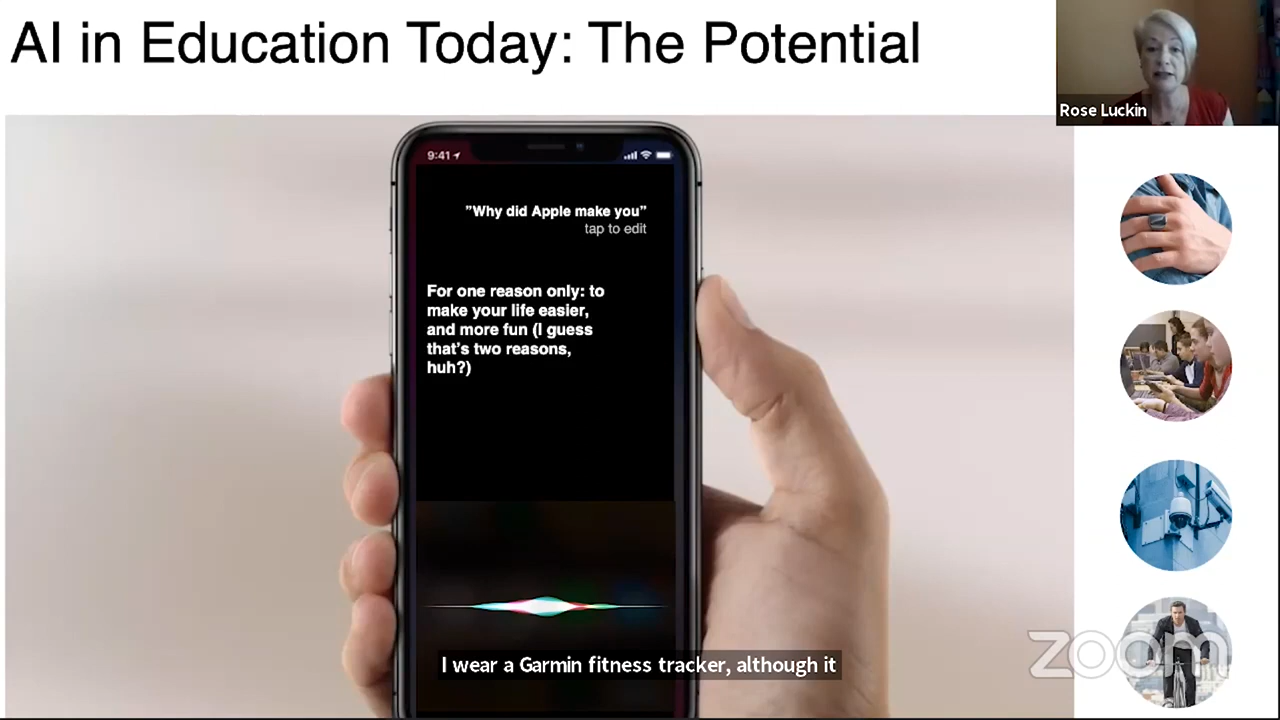 AI in Education Today: The Potential
Rose Luckin
9:41
”Why did Apple make you”
tap to edit
For one reason only: to
make your life easier,
and more fun (I guess
that’s two reasons,
huh?)
I wear a Garmin fitness tracker, although it
zoom